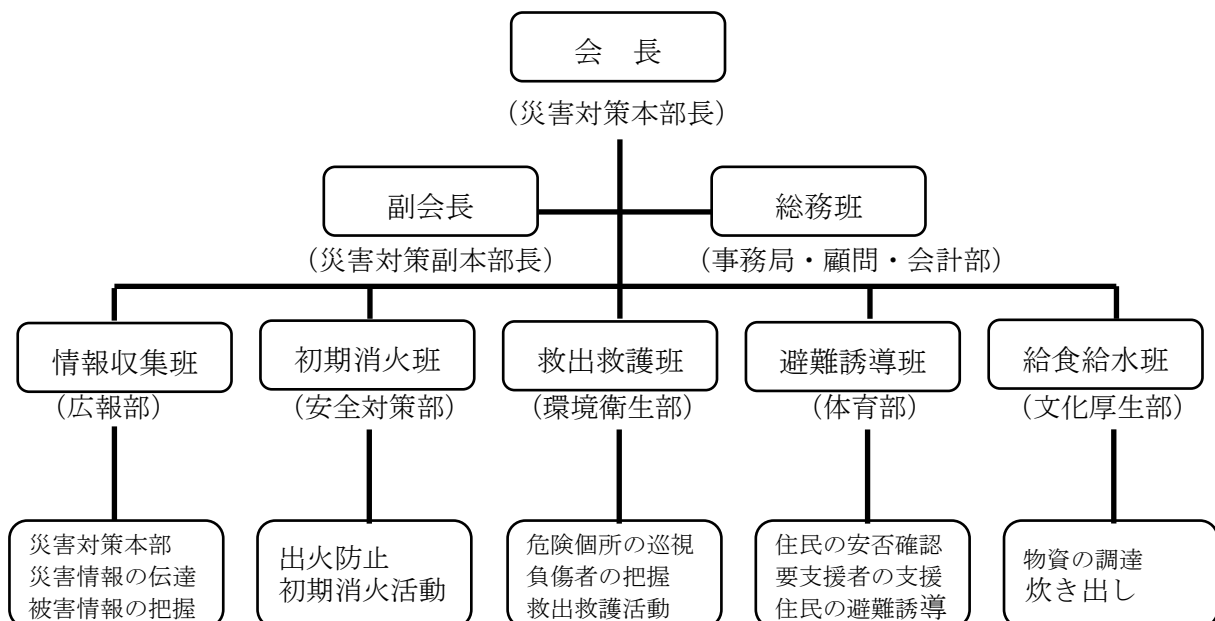 会　長
（災害対策本部長）
副会長
総務班
（災害対策副本部長）
（事務局・顧問・会計部）
情報収集班
初期消火班
救出救護班
避難誘導班
給食給水班
（広報部）
（安全対策部）
（環境衛生部）
（体育部）
（文化厚生部）
災害対策本部
災害情報の伝達
被害情報の把握
出火防止
初期消火活動
危険個所の巡視
負傷者の把握
救出救護活動
住民の安否確認
要支援者の支援
住民の避難誘導
物資の調達
炊き出し